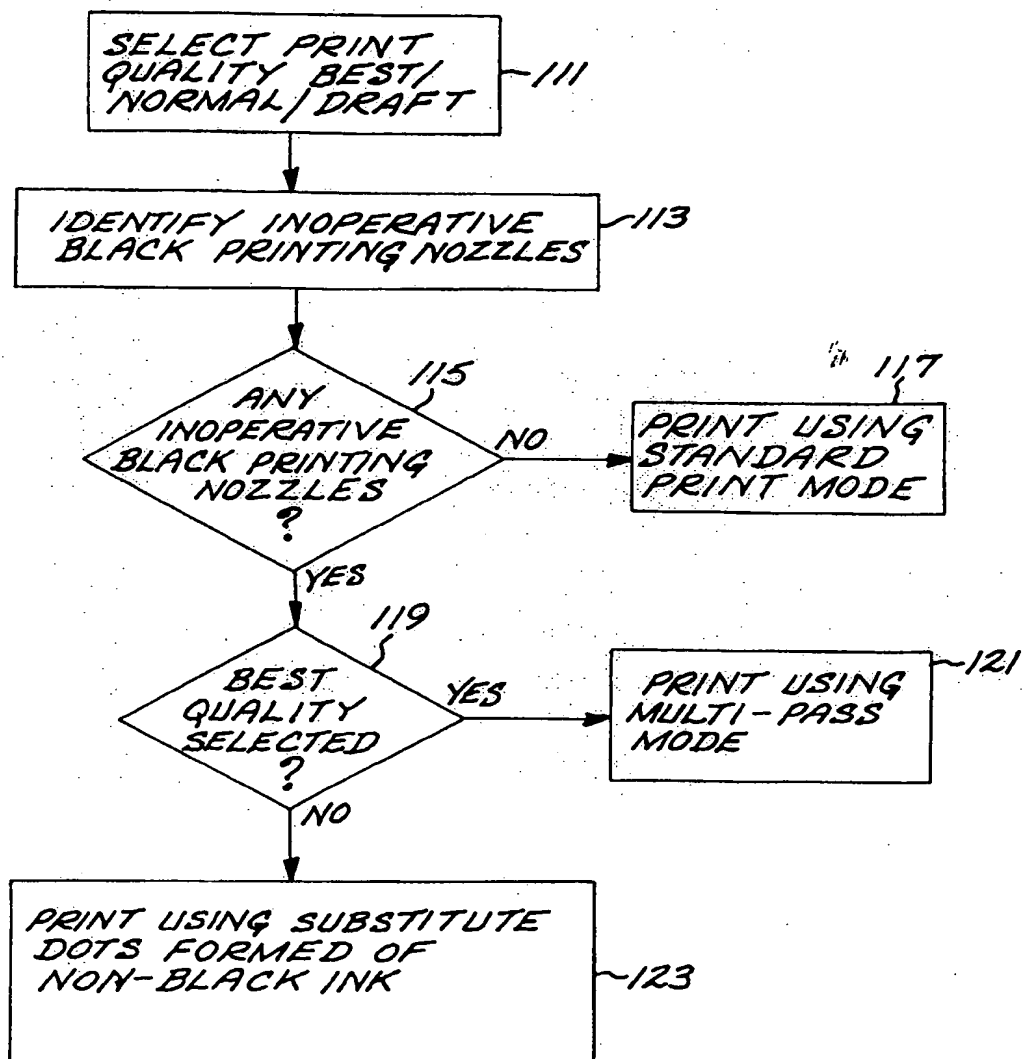 SELECT PRINT
QUALITY BEST/
NORMAL/DRAFT
111
IDENTIFY INOPERATIVE
BLACK PRINTING NOZZLES
113
ANY
INOPERATIVE
BLACK PRINTING
NOZZLES
?
115
NO
117
PRINT USING
STANDARD
PRINT MODE
YES
119
BEST
QUALITY
SELECTED
?
YES
121
PRINT USING
MULTI-PASS
MODE
NO
PRINT USING SUBSTITUTE
DOTS FORMED OF
NON-BLACK INK
123